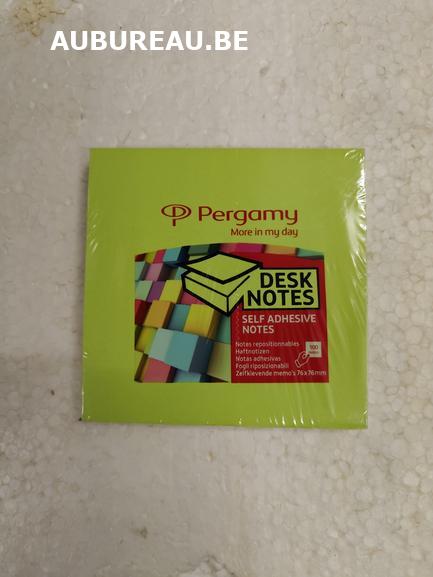 AUBUREAU.BE
Pergamy
More in my day
DESK
NOTES
SELF ADHESIVE
NOTES
Notes repositionnables
Haftnotizen
Notas adhesivas
Fogli riposizionabili
Zelfklevende memo's 76x76mm
100